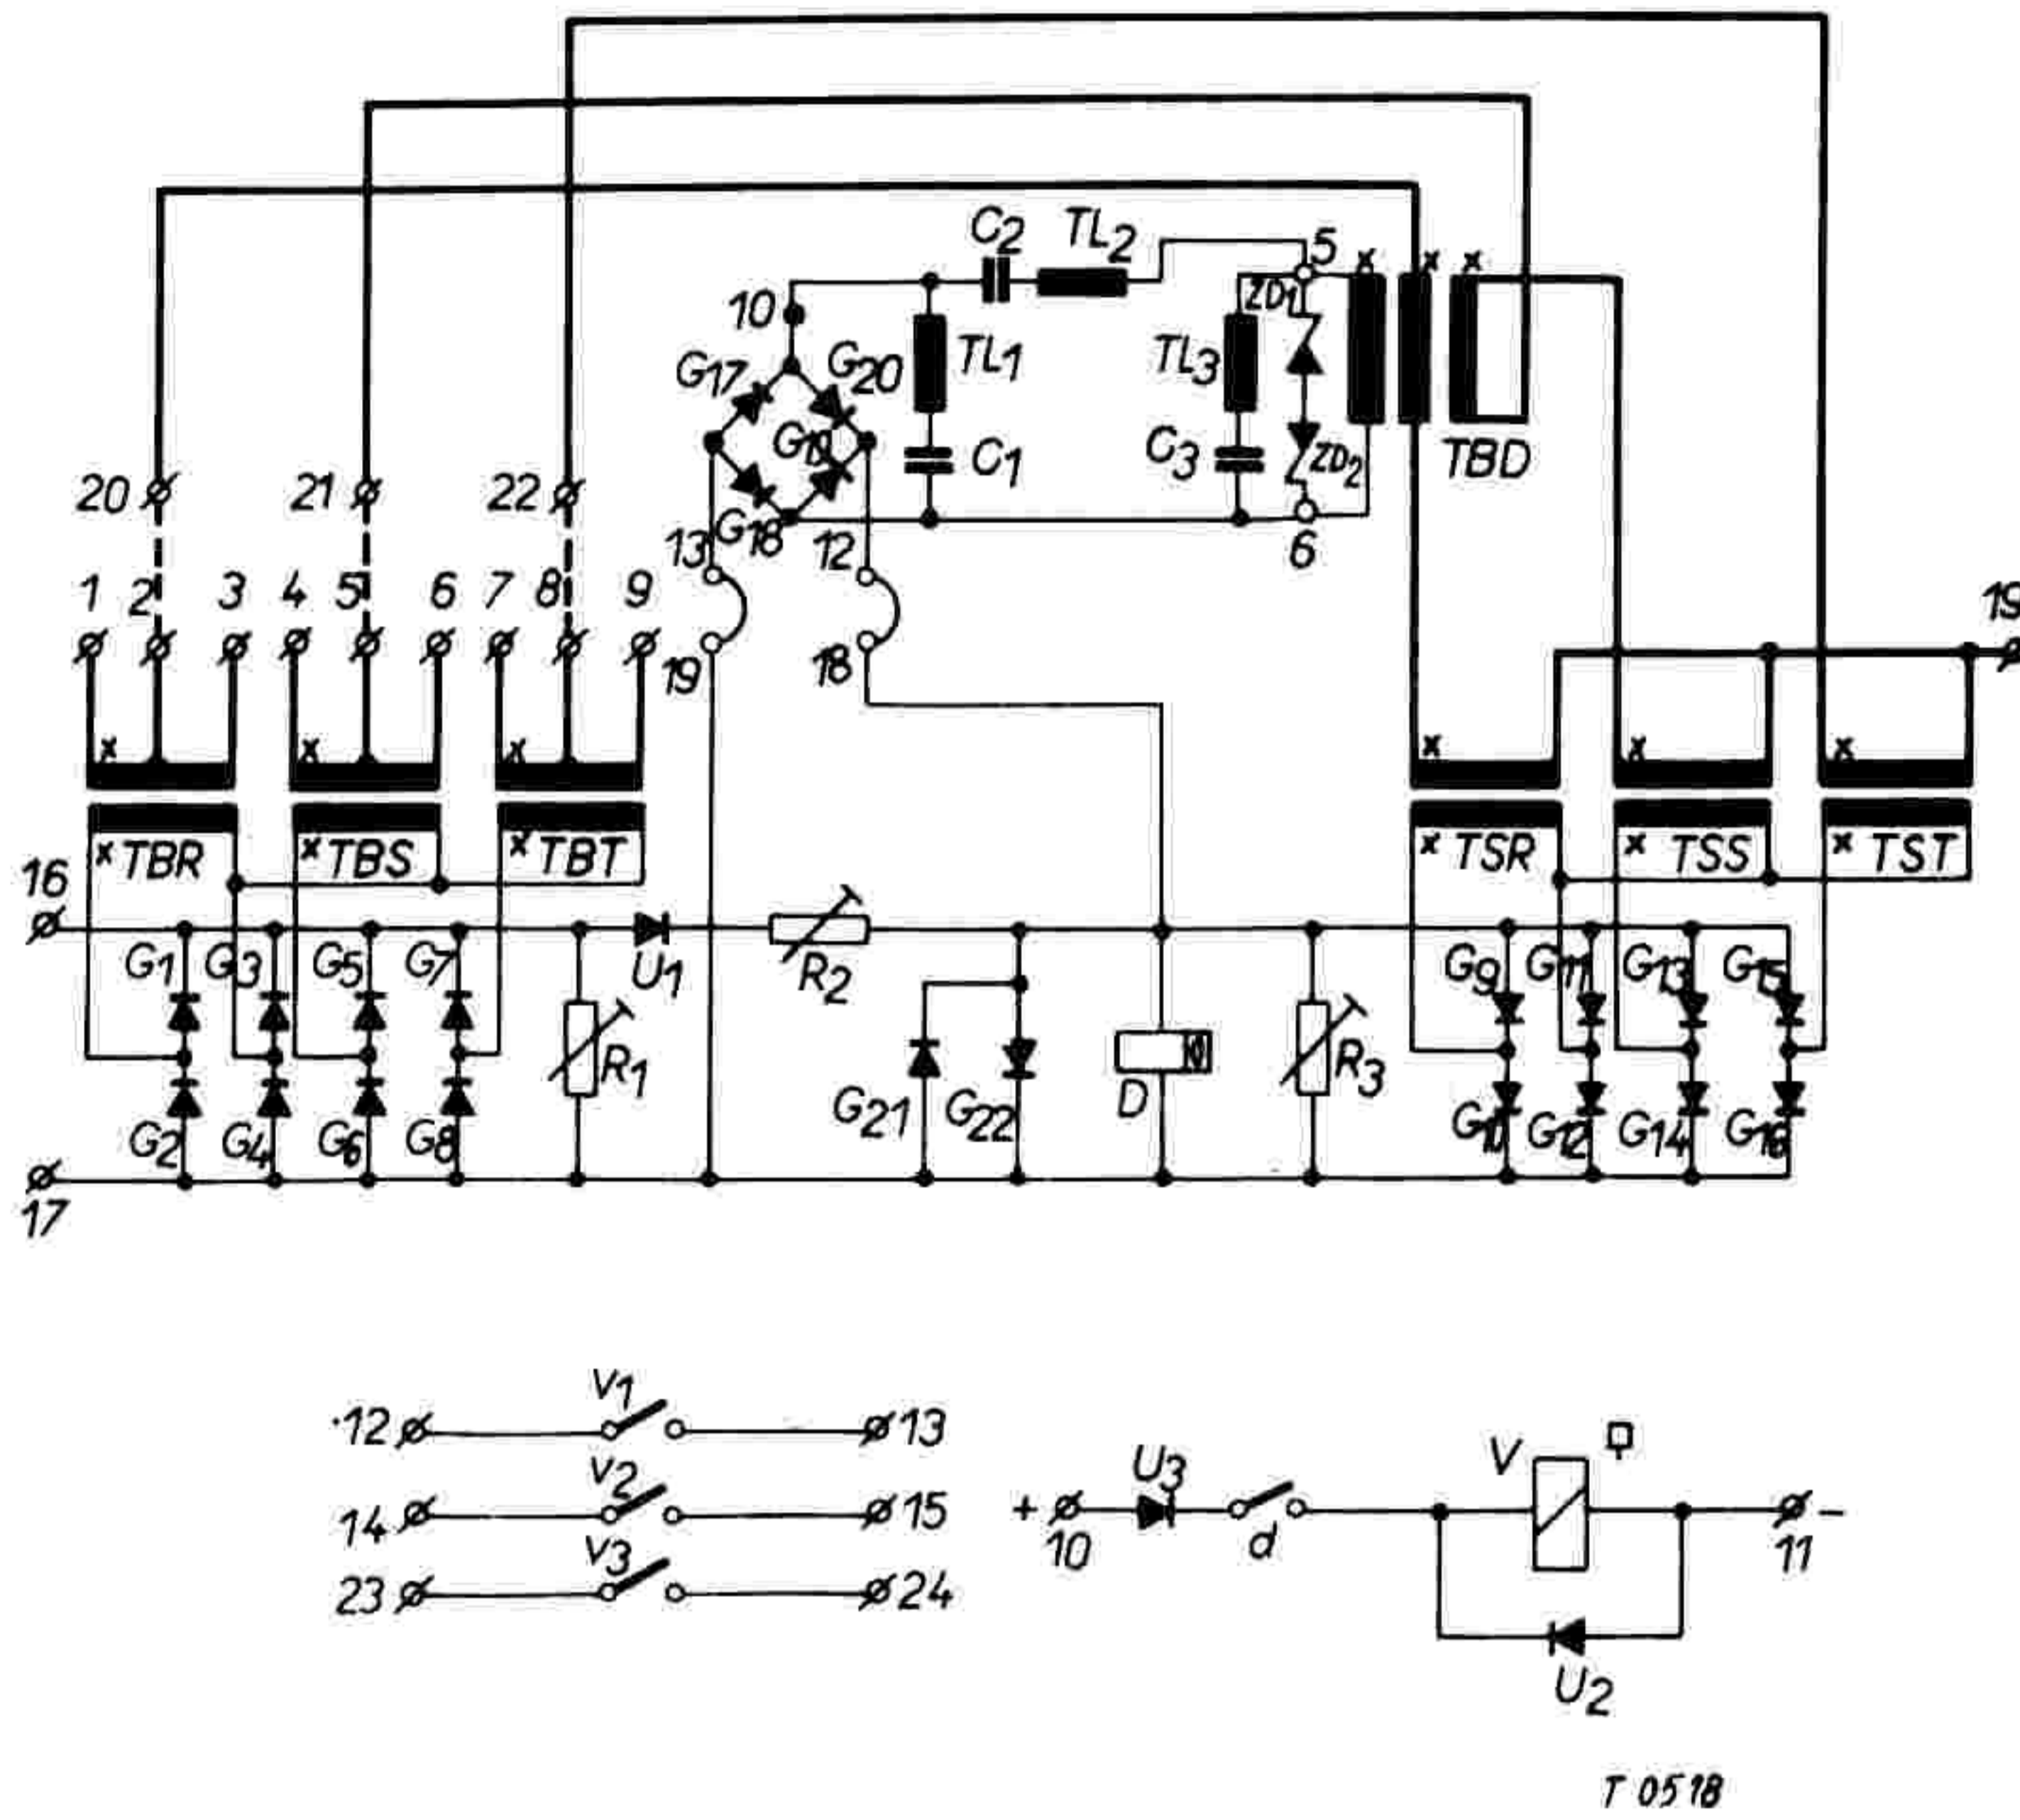 C2 TL2 5
10 ZD1
G17 G20 TL1 TL3
G19 C1 C3 ZD2 TBD
20 21 22
13 G18 12 6
1 2 3 4 5 6 7 8 9 19
19 18
x x x x x x
x TBR x TBS x TBT x TSR x TSS x TST
16
G1 G3 G5 G7 U1 R2 G9 G11 G13 G15
R1 R3
G21 G22 D
G2 G4 G6 G8 G10 G12 G14 G16
17
12 V1 13
14 V2 15
23 V3 24
+ 10 U3 d V 11 −
U2
T 0518